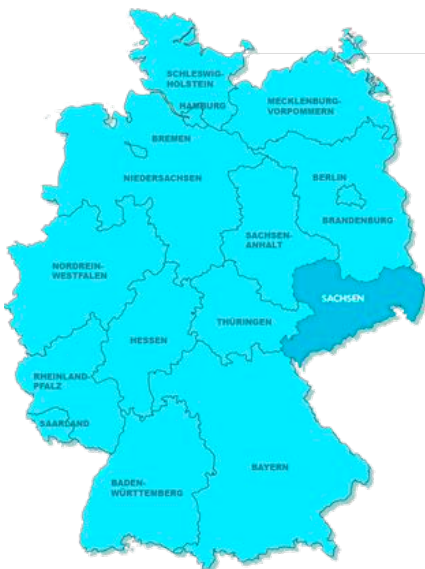 SCHLESWIG-
HOLSTEIN
HAMBURG
MECKLENBURG-
VORPOMMERN
BREMEN
NIEDERSACHSEN
BERLIN
BRANDENBURG
SACHSEN-
ANHALT
NORDREIN-
WESTFALEN
SACHSEN
THÜRINGEN
HESSEN
RHEINLAND-
PFALZ
SAARLAND
BADEN-
WÜRTTEMBERG
BAYERN